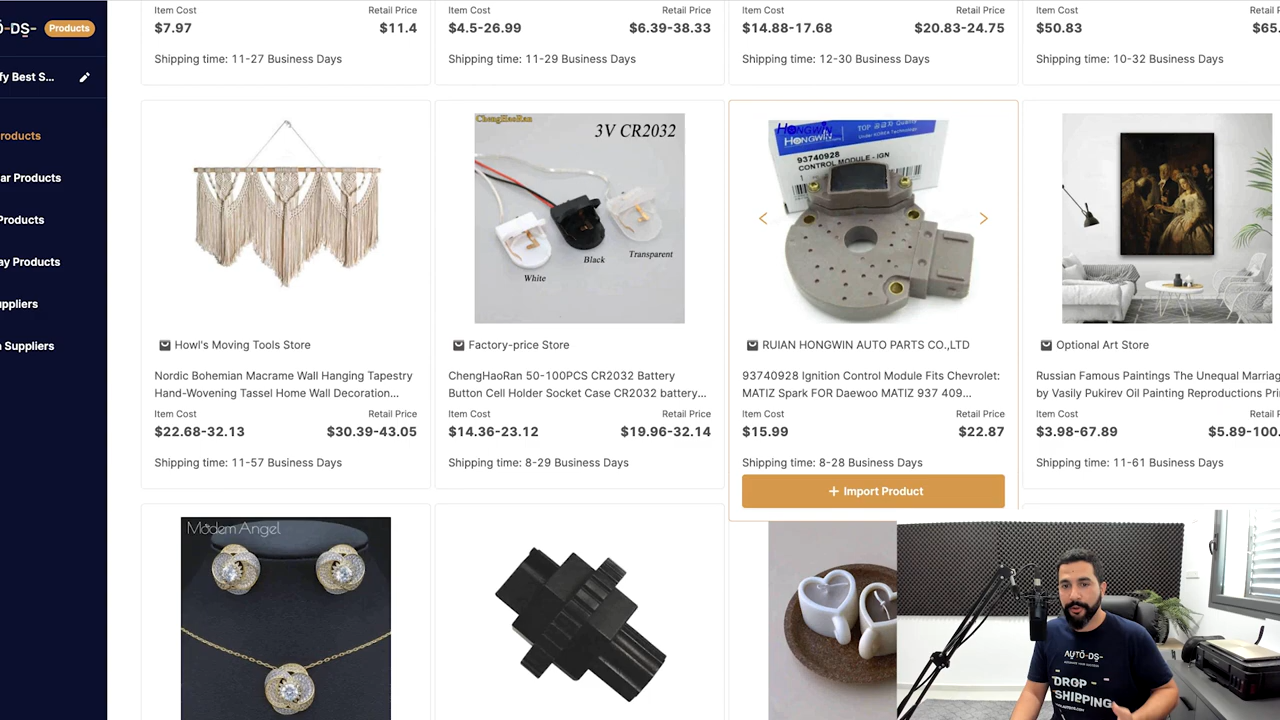 Item Cost Retail Price Item Cost Retail Price Item Cost Retail Price Item Cost Retail
$7.97 $11.4 $4.5-26.99 $6.39-38.33 $14.88-17.68 $20.83-24.75 $50.83 $65.
Shipping time: 11-27 Business Days Shipping time: 11-29 Business Days Shipping time: 12-30 Business Days Shipping time: 10-32 Business Days
O-DS- Products
fy Best S...
roducts
ar Products
Products
ay Products
uppliers
n Suppliers
ChengHaoRan
3V CR2032
White
Black
Transparent
HONGWIN
HONGWIN
TOP
Under KOREA Technology
93740928
CONTROL MODULE - IGN
Howl's Moving Tools Store
Nordic Bohemian Macrame Wall Hanging Tapestry
Hand-Wovening Tassel Home Wall Decoration...
Item Cost Retail Price
$22.68-32.13 $30.39-43.05
Shipping time: 11-57 Business Days
Factory-price Store
ChengHaoRan 50-100PCS CR2032 Battery
Button Cell Holder Socket Case CR2032 battery...
Item Cost Retail Price
$14.36-23.12 $19.96-32.14
Shipping time: 8-29 Business Days
RUIAN HONGWIN AUTO PARTS CO.,LTD
93740928 Ignition Control Module Fits Chevrolet:
MATIZ Spark FOR Daewoo MATIZ 937 409...
Item Cost Retail Price
$15.99 $22.87
Shipping time: 8-28 Business Days
+ Import Product
Optional Art Store
Russian Famous Paintings The Unequal Marriag
by Vasily Pukirev Oil Painting Reproductions Pri
Item Cost Retail P
$3.98-67.89 $5.89-100.
Shipping time: 11-61 Business Days
Modern Angel
AUTO-DS-
DROP
SHIPPING